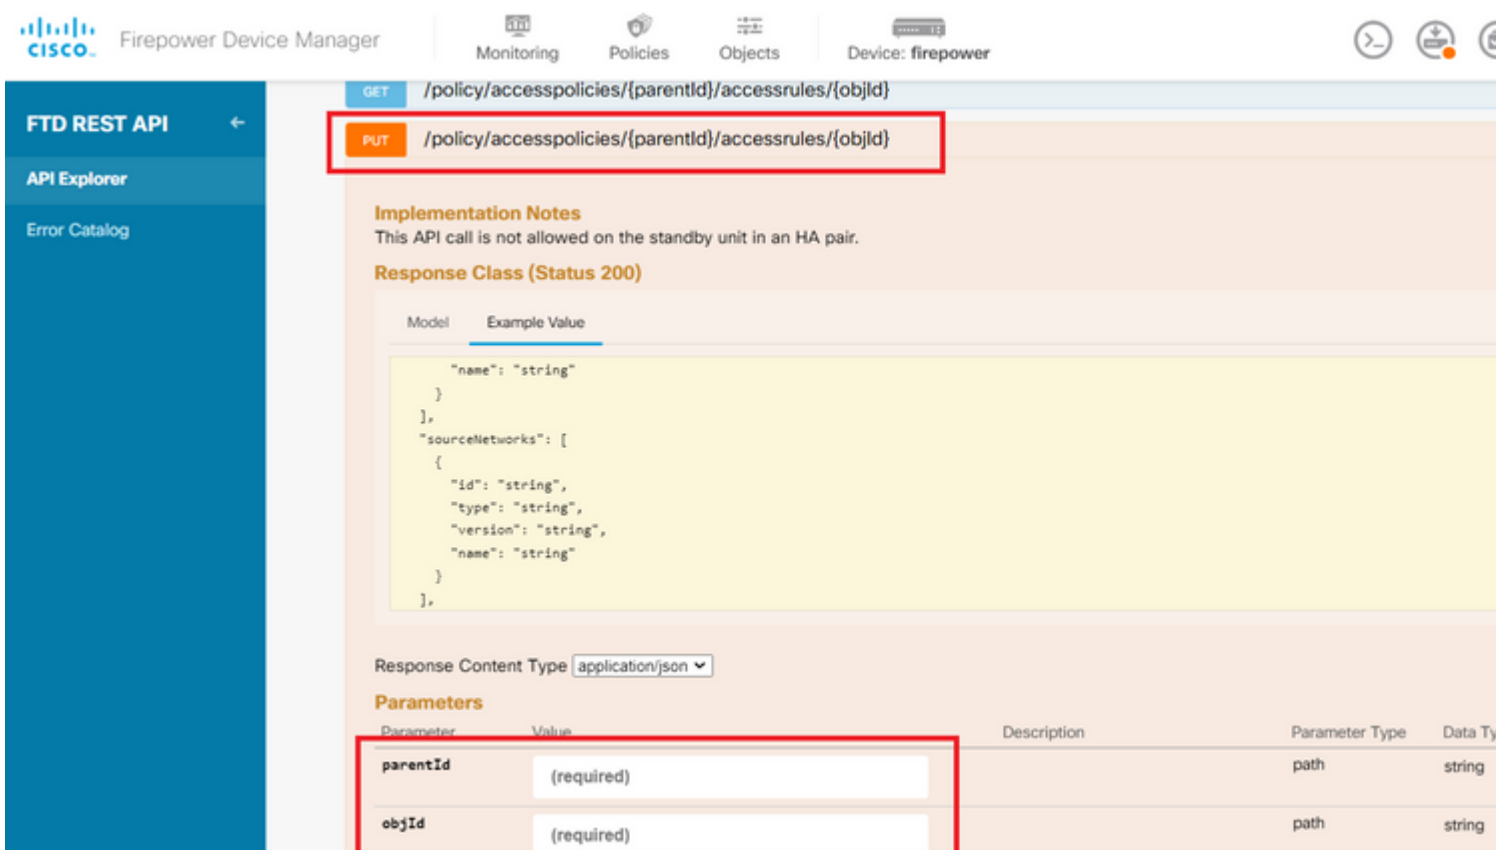 CISCO
Firepower Device Manager
Monitoring
Policies
Objects
Device: firepower
FTD REST API
API Explorer
Error Catalog
GET /policy/accesspolicies/{parentId}/accessrules/{objId}
PUT /policy/accesspolicies/{parentId}/accessrules/{objId}
Implementation Notes
This API call is not allowed on the standby unit in an HA pair.
Response Class (Status 200)
Model Example Value
"name": "string"
}
],
"sourceNetworks": [
{
"id": "string",
"type": "string",
"version": "string",
"name": "string"
}
],
Response Content Type application/json
Parameters
Parameter Value Description Parameter Type Data Ty
parentId (required) path string
objId (required) path string